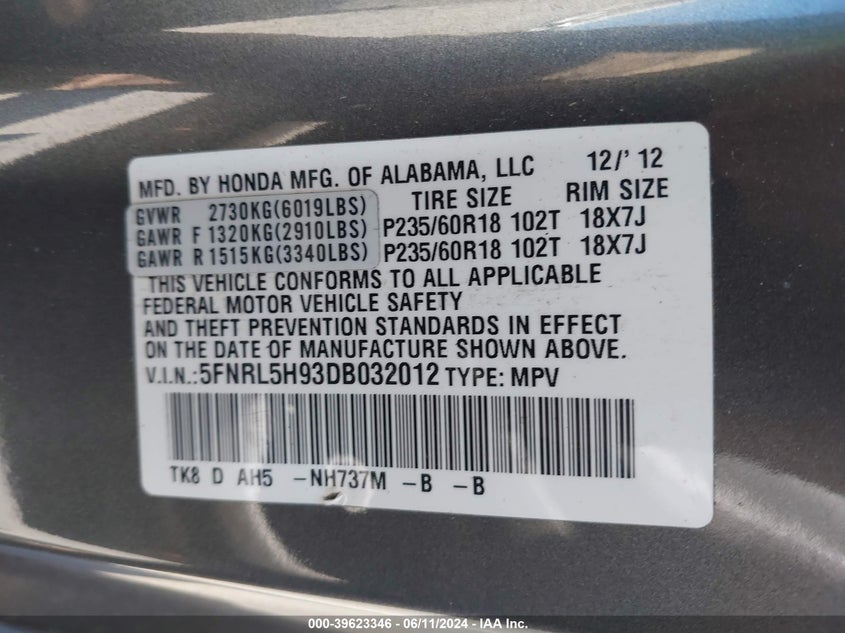 MFD. BY HONDA MFG. OF ALABAMA, LLC 12/'12
TIRE SIZE RIM SIZE
GVWR 2730KG(6019LBS)
GAWR F 1320KG(2910LBS) P235/60R18 102T 18X7J
GAWR R 1515KG(3340LBS) P235/60R18 102T 18X7J
THIS VEHICLE CONFORMS TO ALL APPLICABLE
FEDERAL MOTOR VEHICLE SAFETY
AND THEFT PREVENTION STANDARDS IN EFFECT
ON THE DATE OF MANUFACTURE SHOWN ABOVE.
V.I.N.:5FNRL5H93DB032012 TYPE: MPV
TK8 D AH5 -NH737M -B -B
000-39623346 - 06/11/2024 - IAA Inc.